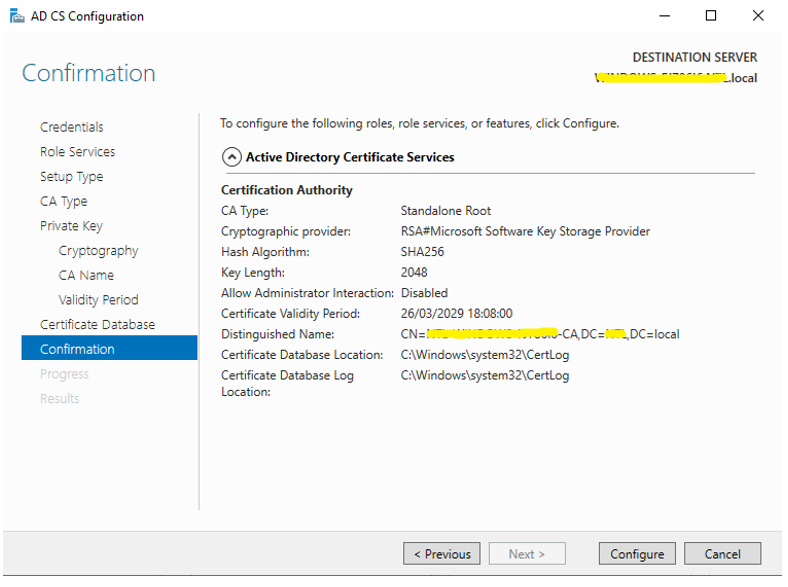 AD CS Configuration
DESTINATION SERVER
.local
Confirmation
Credentials
Role Services
Setup Type
CA Type
Private Key
Cryptography
CA Name
Validity Period
Certificate Database
Confirmation
Progress
Results
To configure the following roles, role services, or features, click Configure.
Active Directory Certificate Services
Certification Authority
CA Type: Standalone Root
Cryptographic provider: RSA#Microsoft Software Key Storage Provider
Hash Algorithm: SHA256
Key Length: 2048
Allow Administrator Interaction: Disabled
Certificate Validity Period: 26/03/2029 18:08:00
Distinguished Name: CN= -CA,DC= ,DC=local
Certificate Database Location: C:\Windows\system32\CertLog
Certificate Database Log C:\Windows\system32\CertLog
Location:
< Previous
Next >
Configure
Cancel